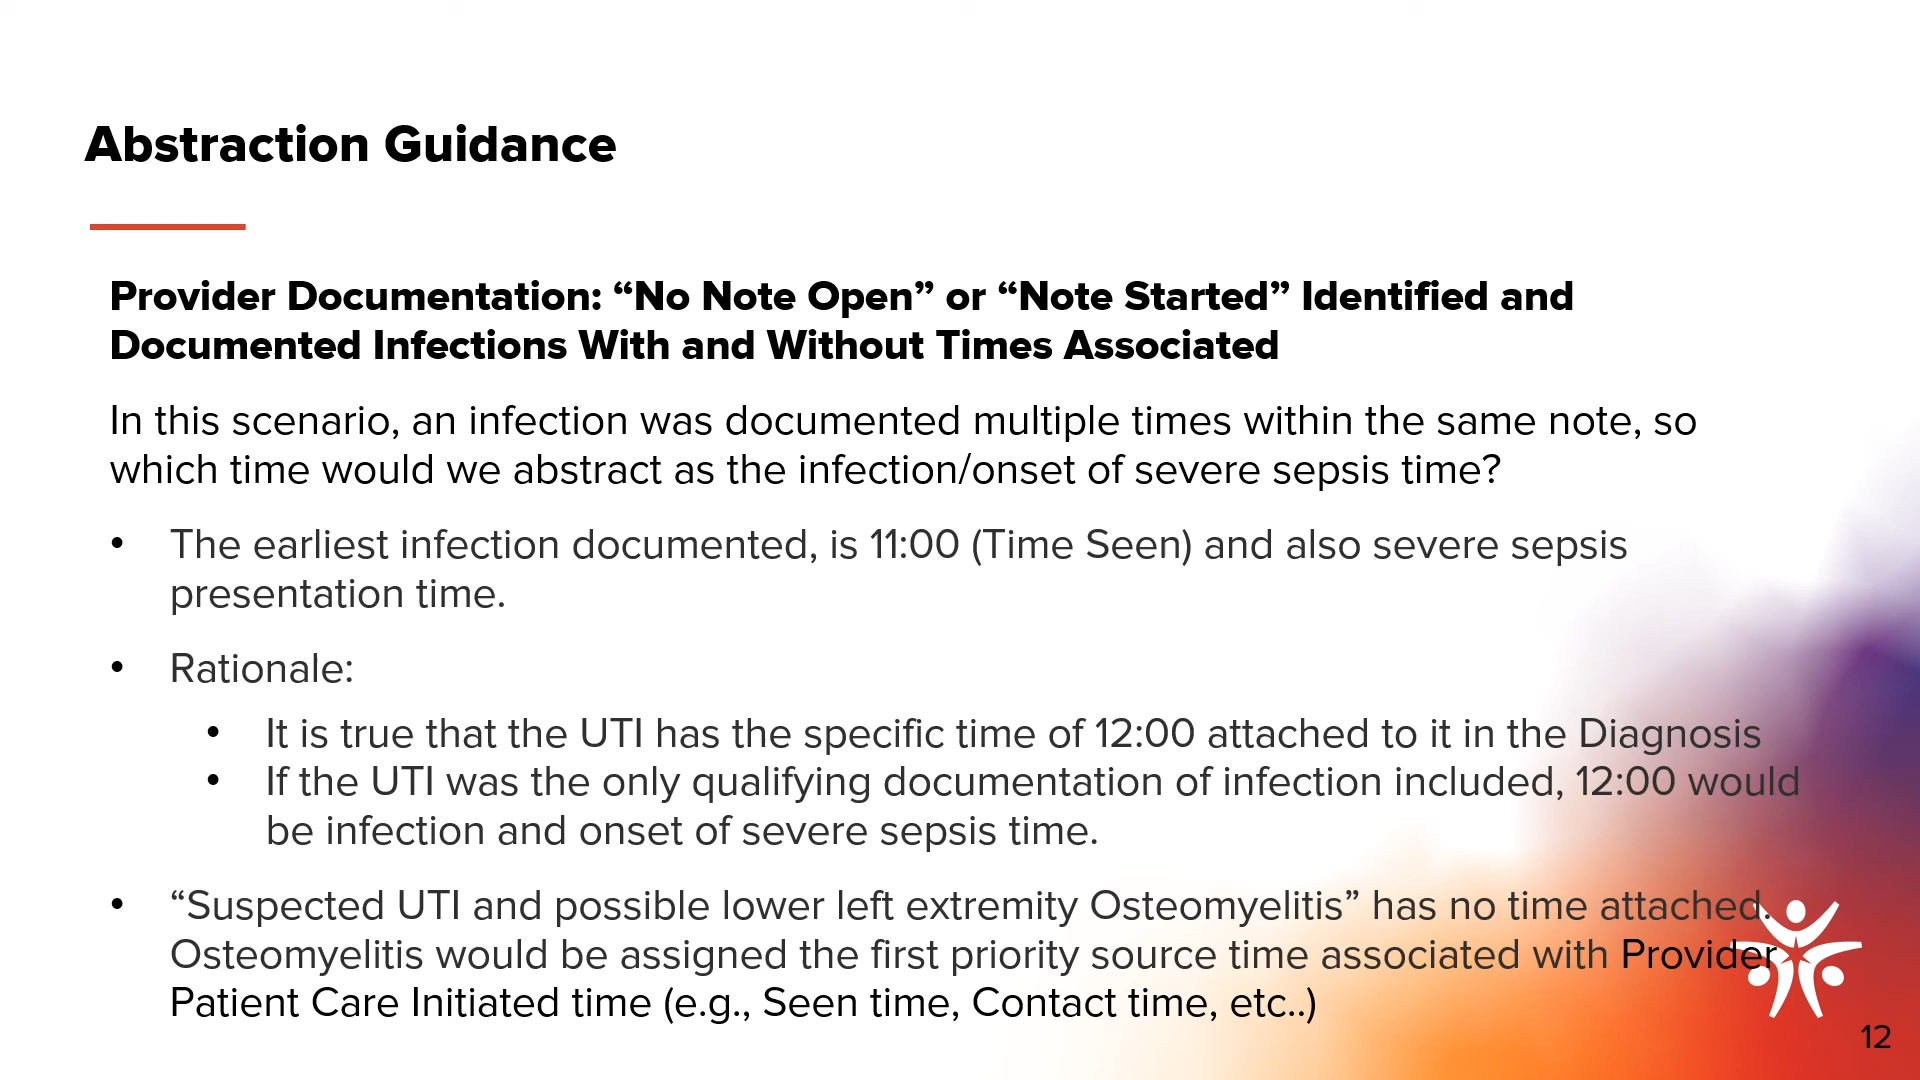 Abstraction Guidance
Provider Documentation: “No Note Open” or “Note Started” Identified and
Documented Infections With and Without Times Associated
In this scenario, an infection was documented multiple times within the same note, so
which time would we abstract as the infection/onset of severe sepsis time?
• The earliest infection documented, is 11:00 (Time Seen) and also severe sepsis
presentation time.
• Rationale:
• It is true that the UTI has the specific time of 12:00 attached to it in the Diagnosis
• If the UTI was the only qualifying documentation of infection included, 12:00 would
be infection and onset of severe sepsis time.
• “Suspected UTI and possible lower left extremity Osteomyelitis” has no time attached.
Osteomyelitis would be assigned the first priority source time associated with Provider
Patient Care Initiated time (e.g., Seen time, Contact time, etc..)
12